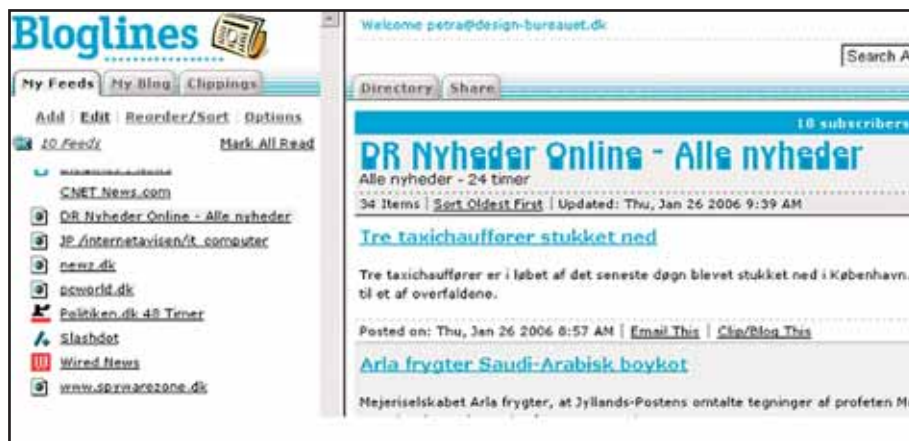 Bloglines
My Feeds My Blog Clippings
Add | Edit | Reorder/Sort Options
10 Feeds Mark All Read
CNET News.com
DR Nyheder Online - Alle nyheder
JP /internetavisen/it_computer
newz.dk
pcworld.dk
Politiken.dk 48 Timer
Slashdot
Wired News
www.spywarezone.dk
Welcome petra@design-bureauet.dk
Search A
Directory Share
18 subscribers
DR Nyheder Online - Alle nyheder
Alle nyheder - 24 timer
34 Items | Sort Oldest First | Updated: Thu, Jan 26 2006 9:39 AM
Tre taxichauffører stukket ned
Tre taxichauffører er i løbet af det seneste døgn blevet stukket ned i København.
til et af overfaldene.
Posted on: Thu, Jan 26 2006 8:57 AM | Email This | Clip/Blog This
Arla frygter Saudi-Arabisk boykot
Mejeriselskabet Arla frygter, at Jyllands-Postens omtalte tegninger af profeten M